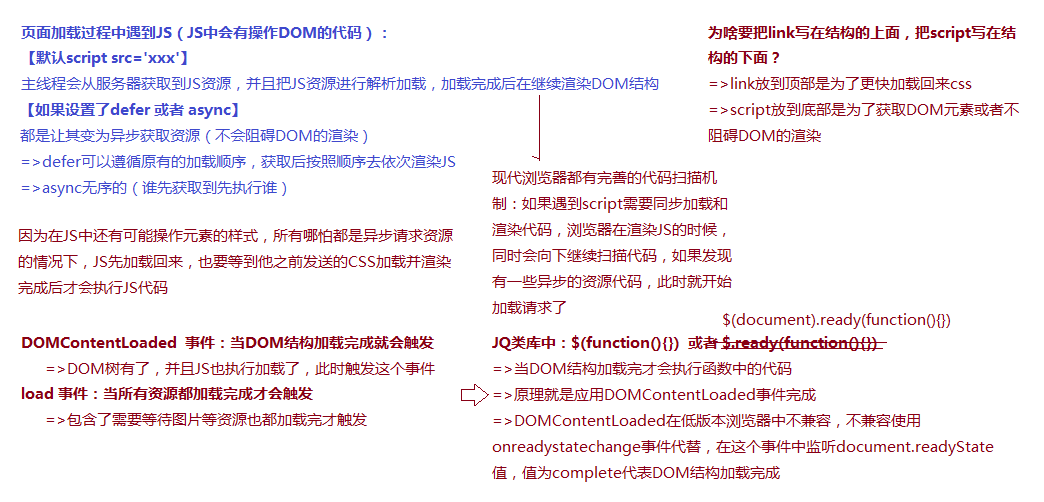 页面加载过程中遇到JS（JS中会有操作DOM的代码）：
【默认script src='xxx'】
主线程会从服务器获取到JS资源，并且把JS资源进行解析加载，加载完成后在继续渲染DOM结构
【如果设置了defer 或者 async】
都是让其变为异步获取资源（不会阻碍DOM的渲染）
=>defer可以遵循原有的加载顺序，获取后按照顺序去依次渲染JS
=>async无序的（谁先获取到先执行谁）
为啥要把link写在结构的上面，把script写在结
构的下面？
=>link放到顶部是为了更快加载回来css
=>script放到底部是为了获取DOM元素或者不
阻碍DOM的渲染
现代浏览器都有完善的代码扫描机
制：如果遇到script需要同步加载和
渲染代码，浏览器在渲染JS的时候，
同时会向下继续扫描代码，如果发现
有一些异步的资源代码，此时就开始
加载请求了
因为在JS中还有可能操作元素的样式，所有哪怕都是异步请求资源
的情况下，JS先加载回来，也要等到他之前发送的CSS加载并渲染
完成后才会执行JS代码
DOMContentLoaded 事件：当DOM结构加载完成就会触发
=>DOM树有了，并且JS也执行加载了，此时触发这个事件
load 事件：当所有资源都加载完成才会触发
=>包含了需要等待图片等资源也都加载完才触发
$(document).ready(function(){})
JQ类库中：$(function(){}) 或者 $.ready(function(){})
=>当DOM结构加载完才会执行函数中的代码
=>原理就是应用DOMContentLoaded事件完成
=>DOMContentLoaded在低版本浏览器中不兼容，不兼容使用
onreadystatechange事件代替，在这个事件中监听document.readyState
值，值为complete代表DOM结构加载完成